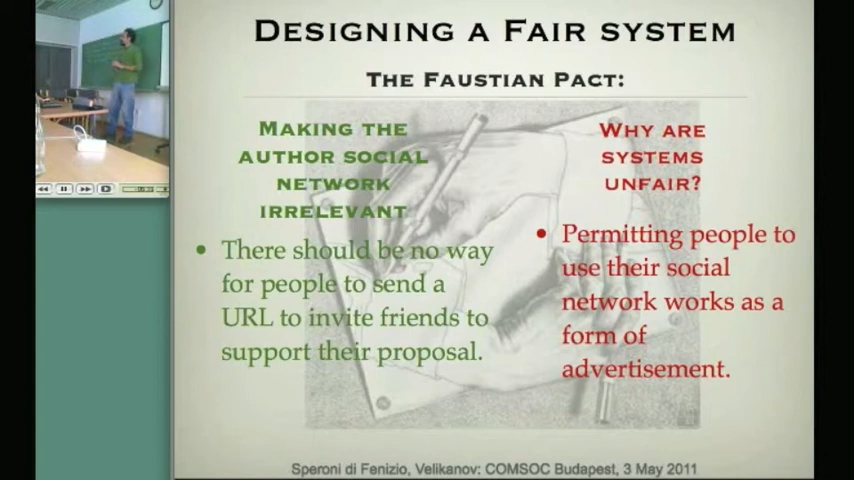 DESIGNING A FAIR SYSTEM
THE FAUSTIAN PACT:
MAKING THE
AUTHOR SOCIAL
NETWORK
IRRELEVANT
• There should be no way
for people to send a
URL to invite friends to
support their proposal.
WHY ARE
SYSTEMS
UNFAIR?
• Permitting people to
use their social
network works as a
form of
advertisement.
Speroni di Fenizio, Velikanov: COMSOC Budapest, 3 May 2011